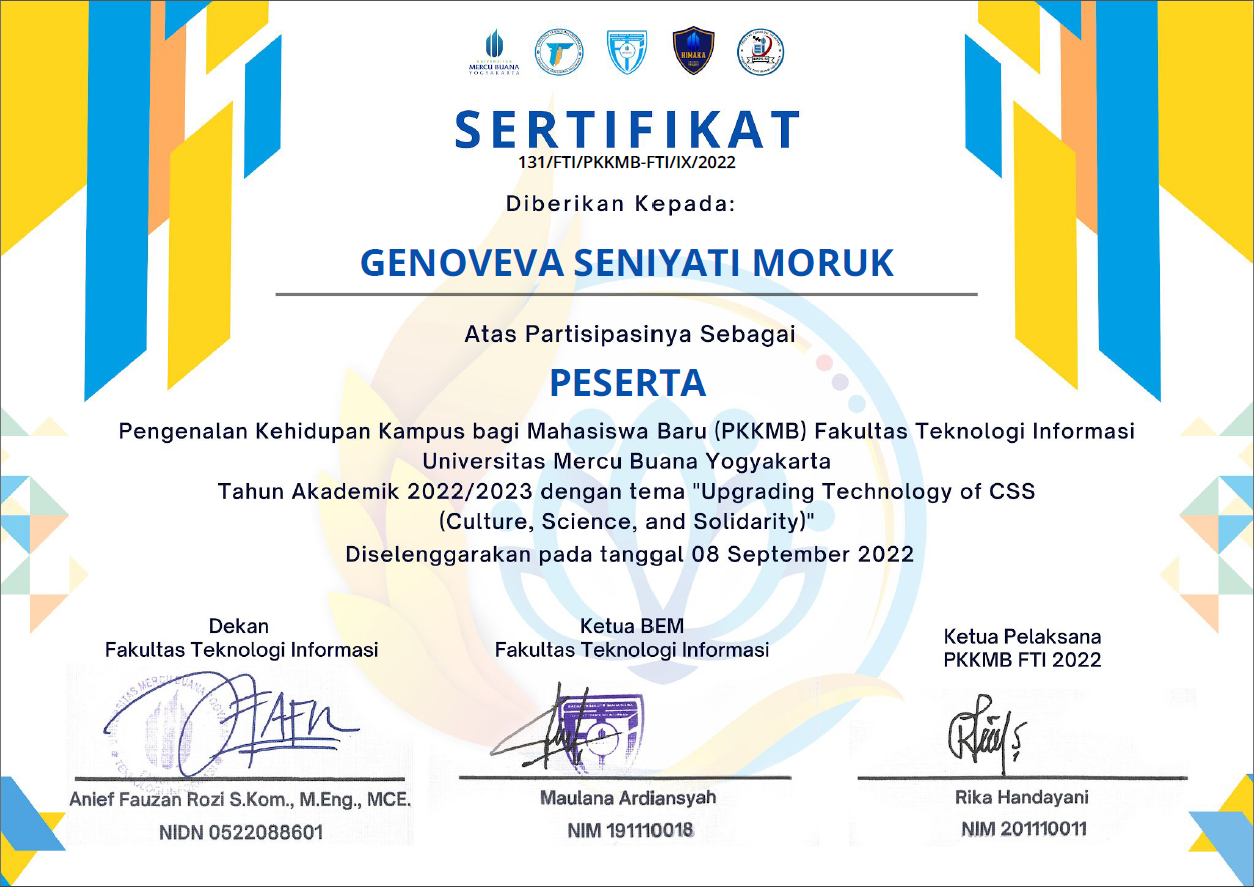 UNIVERSITAS
MERCU BUANA
YOGYAKARTA
HIMAKA
SERTIFIKAT
131/FTI/PKKMB-FTI/IX/2022
Diberikan Kepada:
GENOVEVA SENIYATI MORUK
Atas Partisipasinya Sebagai
PESERTA
Pengenalan Kehidupan Kampus bagi Mahasiswa Baru (PKKMB) Fakultas Teknologi Informasi
Universitas Mercu Buana Yogyakarta
Tahun Akademik 2022/2023 dengan tema "Upgrading Technology of CSS
(Culture, Science, and Solidarity)"
Diselenggarakan pada tanggal 08 September 2022
Dekan
Fakultas Teknologi Informasi
Ketua BEM
Fakultas Teknologi Informasi
Ketua Pelaksana
PKKMB FTI 2022
Anief Fauzan Rozi S.Kom., M.Eng., MCE.
NIDN 0522088601
Maulana Ardiansyah
NIM 191110018
Rika Handayani
NIM 201110011